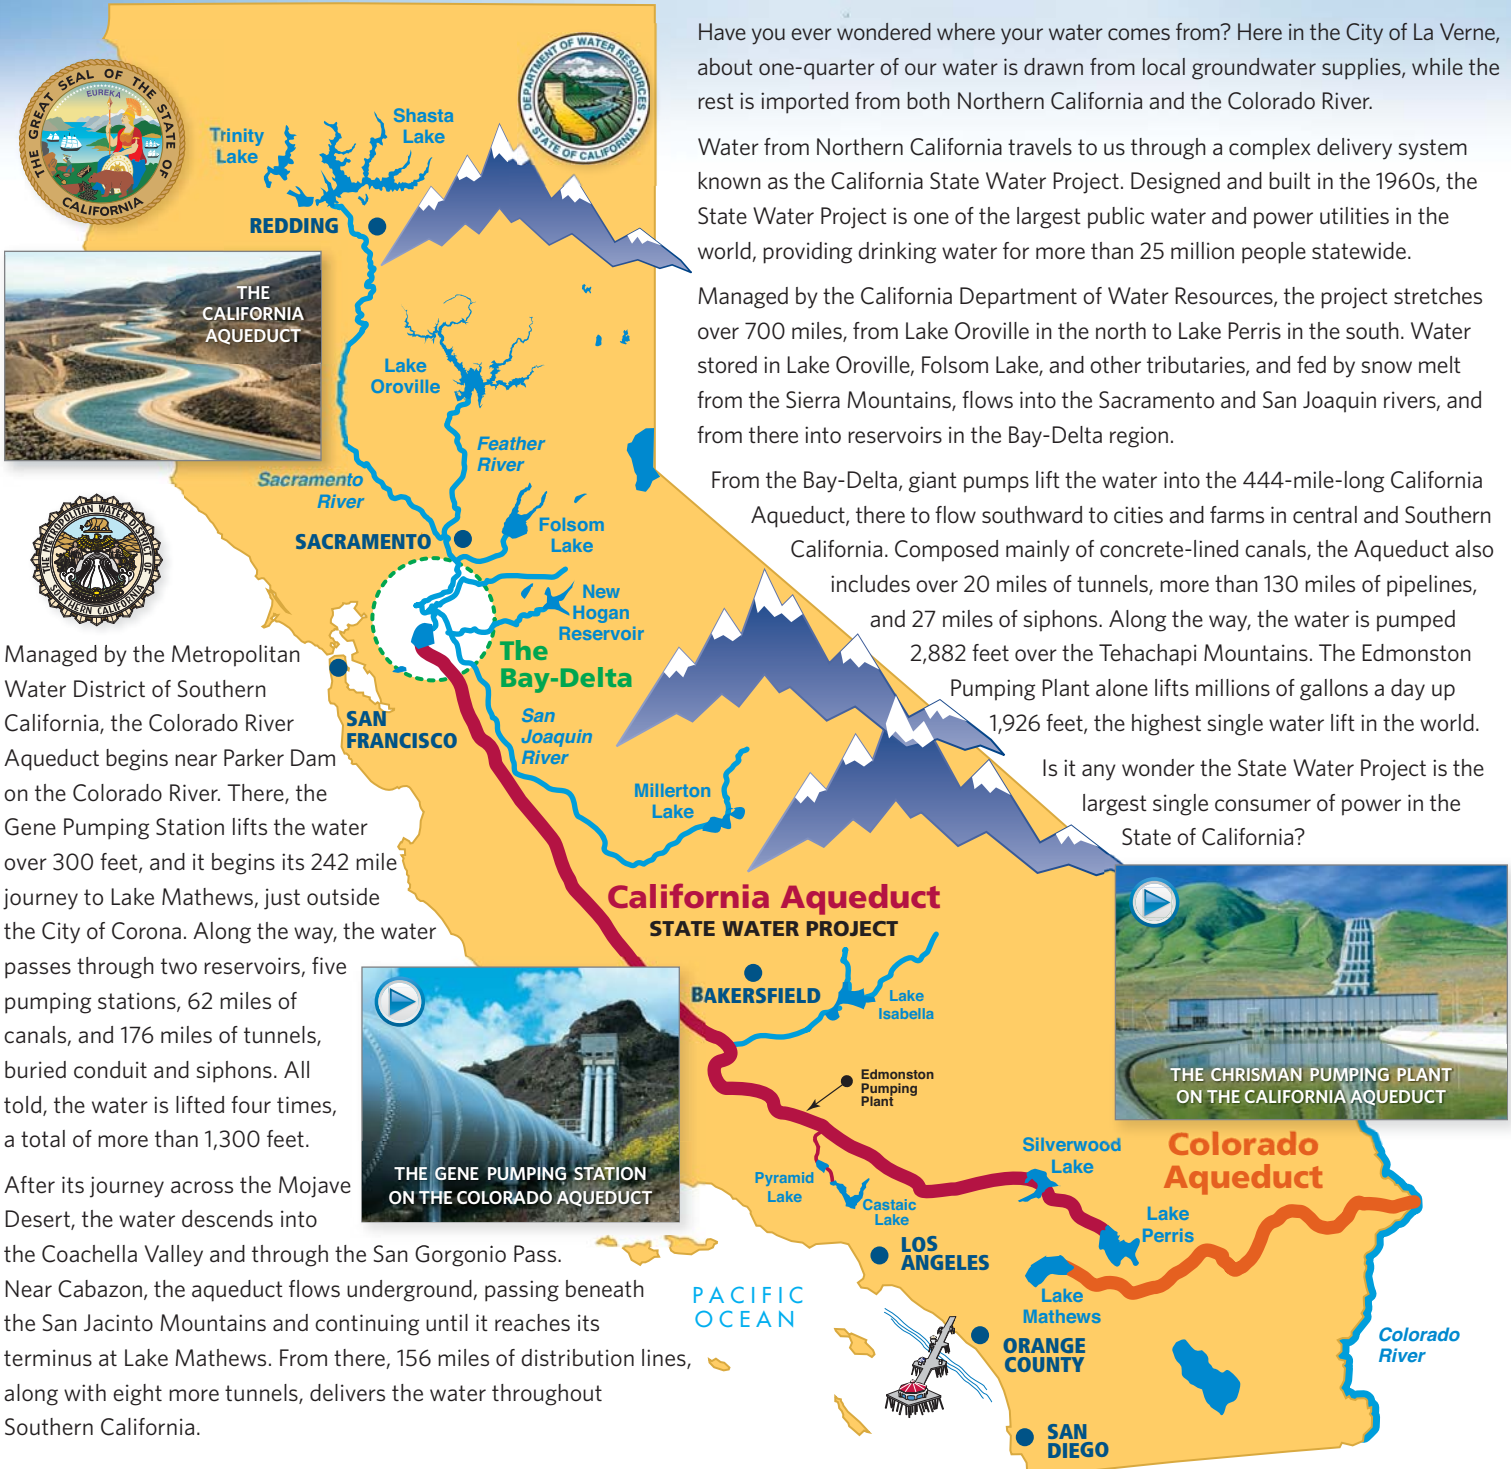 Have you ever wondered where your water comes from? Here in the City of La Verne,
about one-quarter of our water is drawn from local groundwater supplies, while the
rest is imported from both Northern California and the Colorado River.
Water from Northern California travels to us through a complex delivery system
known as the California State Water Project. Designed and built in the 1960s, the
State Water Project is one of the largest public water and power utilities in the
world, providing drinking water for more than 25 million people statewide.
Managed by the California Department of Water Resources, the project stretches
over 700 miles, from Lake Oroville in the north to Lake Perris in the south. Water
stored in Lake Oroville, Folsom Lake, and other tributaries, and fed by snow melt
from the Sierra Mountains, flows into the Sacramento and San Joaquin rivers, and
from there into reservoirs in the Bay-Delta region.
From the Bay-Delta, giant pumps lift the water into the 444-mile-long California
Aqueduct, there to flow southward to cities and farms in central and Southern
California. Composed mainly of concrete-lined canals, the Aqueduct also
includes over 20 miles of tunnels, more than 130 miles of pipelines,
and 27 miles of siphons. Along the way, the water is pumped
2,882 feet over the Tehachapi Mountains. The Edmonston
Pumping Plant alone lifts millions of gallons a day up
1,926 feet, the highest single water lift in the world.
Is it any wonder the State Water Project is the
largest single consumer of power in the
State of California?
THE GREAT SEAL OF THE STATE OF CALIFORNIA
EUREKA
DEPARTMENT OF WATER RESOURCES
STATE OF CALIFORNIA
Trinity
Lake
Shasta
Lake
REDDING
THE
CALIFORNIA
AQUEDUCT
Lake
Oroville
Feather
River
Sacramento
River
SACRAMENTO
Folsom
Lake
New
Hogan
Reservoir
The
Bay-Delta
THE METROPOLITAN WATER DISTRICT OF
SOUTHERN CALIFORNIA
SAN
FRANCISCO
San
Joaquin
River
Millerton
Lake
Managed by the Metropolitan
Water District of Southern
California, the Colorado River
Aqueduct begins near Parker Dam
on the Colorado River. There, the
Gene Pumping Station lifts the water
over 300 feet, and it begins its 242 mile
journey to Lake Mathews, just outside
the City of Corona. Along the way, the water
passes through two reservoirs, five
pumping stations, 62 miles of
canals, and 176 miles of tunnels,
buried conduit and siphons. All
told, the water is lifted four times,
a total of more than 1,300 feet.
After its journey across the Mojave
Desert, the water descends into
the Coachella Valley and through the San Gorgonio Pass.
Near Cabazon, the aqueduct flows underground, passing beneath
the San Jacinto Mountains and continuing until it reaches its
terminus at Lake Mathews. From there, 156 miles of distribution lines,
along with eight more tunnels, delivers the water throughout
Southern California.
California Aqueduct
STATE WATER PROJECT
BAKERSFIELD
Lake
Isabella
Edmonston
Pumping
Plant
THE GENE PUMPING STATION
ON THE COLORADO AQUEDUCT
THE CHRISMAN PUMPING PLANT
ON THE CALIFORNIA AQUEDUCT
Pyramid
Lake
Castaic
Lake
Silverwood
Lake
Colorado
Aqueduct
Lake
Perris
LOS
ANGELES
Lake
Mathews
PACIFIC
OCEAN
ORANGE
COUNTY
Colorado
River
SAN
DIEGO